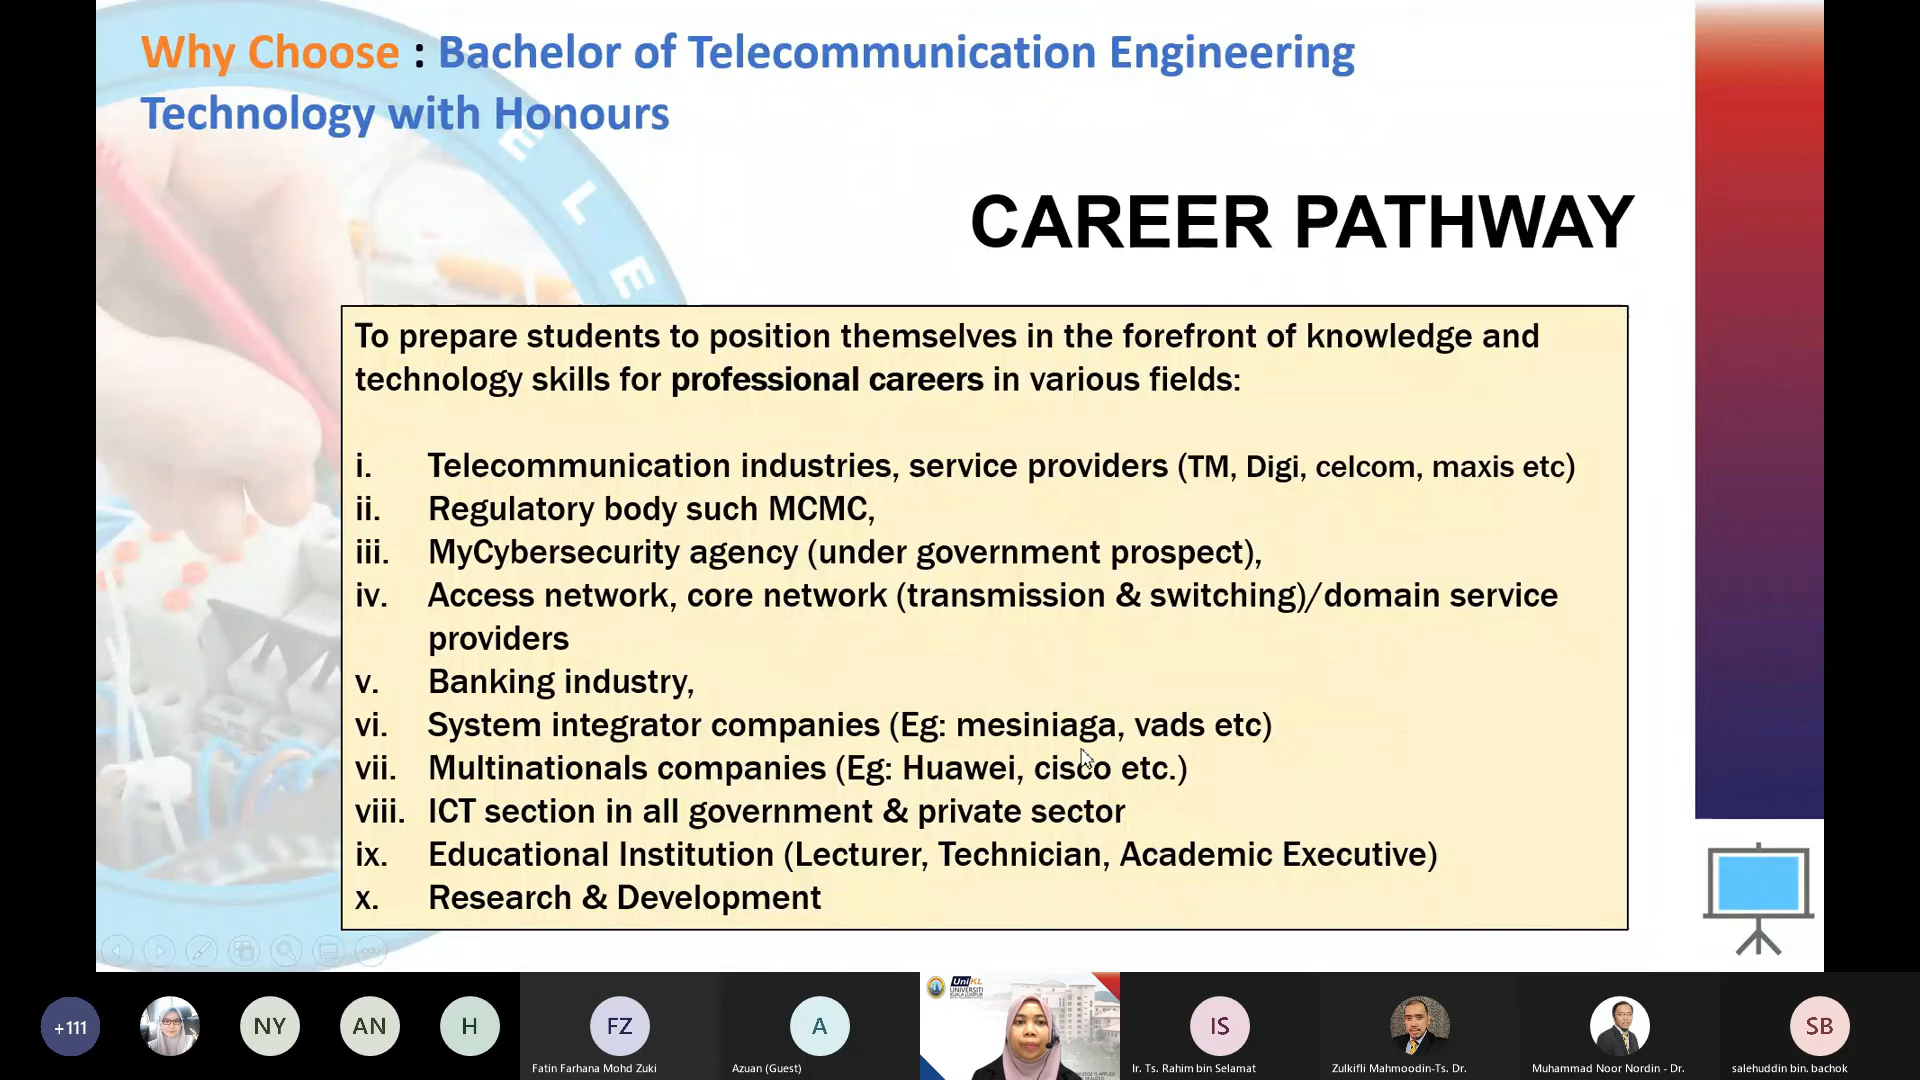 Why Choose : Bachelor of Telecommunication Engineering
Technology with Honours
E L E
CAREER PATHWAY
To prepare students to position themselves in the forefront of knowledge and
technology skills for professional careers in various fields:
i. Telecommunication industries, service providers (TM, Digi, celcom, maxis etc)
ii. Regulatory body such MCMC,
iii. MyCybersecurity agency (under government prospect),
iv. Access network, core network (transmission & switching)/domain service
providers
v. Banking industry,
vi. System integrator companies (Eg: mesiniaga, vads etc)
vii. Multinationals companies (Eg: Huawei, cisco etc.)
viii. ICT section in all government & private sector
ix. Educational Institution (Lecturer, Technician, Academic Executive)
x. Research & Development
+111
NY
AN
H
FZ
Fatin Farhana Mohd Zuki
A
Azuan (Guest)
UniKL
UNIVERSITI
KUALA LUMPUR
IS
Ir. Ts. Rahim bin Selamat
Zulkifli Mahmoodin-Ts. Dr.
Muhammad Noor Nordin - Dr.
SB
salehuddin bin. bachok